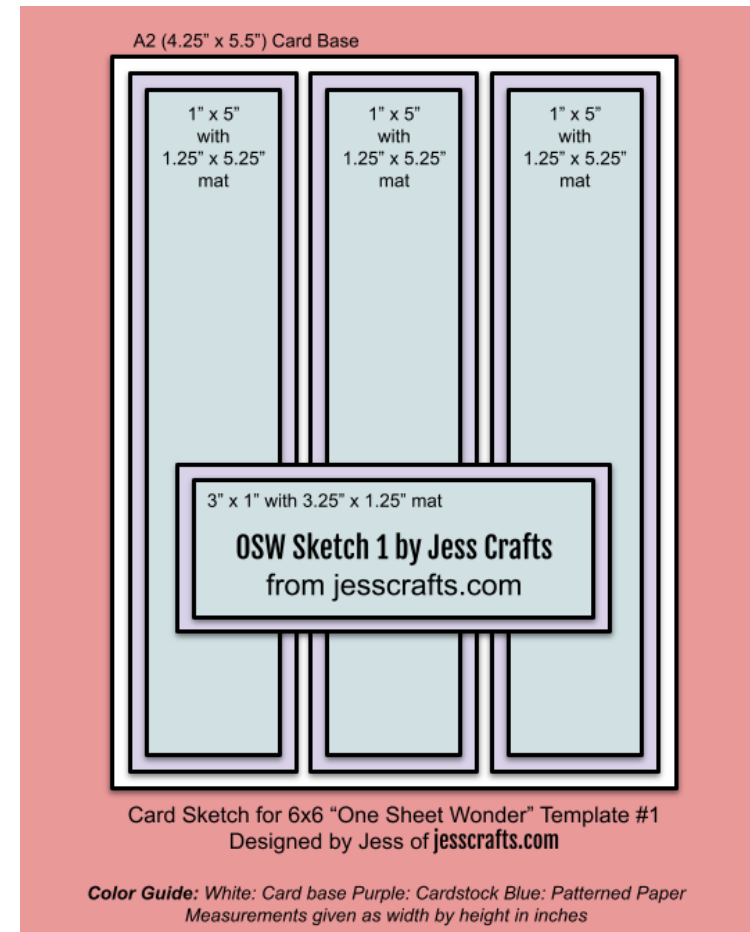 A2 (4.25” x 5.5”) Card Base
1” x 5”
with
1.25” x 5.25”
mat
1” x 5”
with
1.25” x 5.25”
mat
1” x 5”
with
1.25” x 5.25”
mat
3” x 1” with 3.25” x 1.25” mat
OSW Sketch 1 by Jess Crafts
from jesscrafts.com
Card Sketch for 6x6 “One Sheet Wonder” Template #1
Designed by Jess of jesscrafts.com
Color Guide: White: Card base Purple: Cardstock Blue: Patterned Paper
Measurements given as width by height in inches